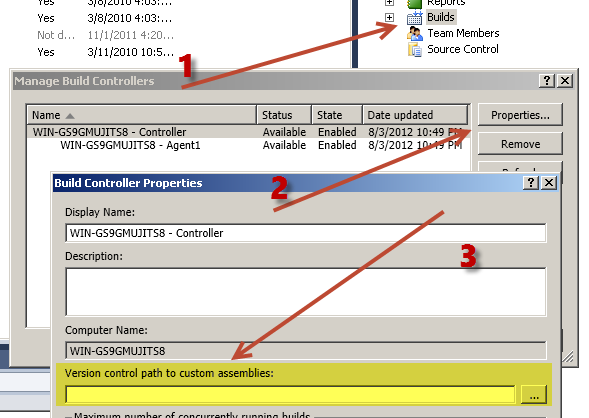 Yes 3/8/2010 4:03:...
Yes 3/8/2010 4:03:...
Not d... 11/1/2011 4:20...
Yes 3/11/2010 10:5...
Reports
Builds
Team Members
Source Control
1
Manage Build Controllers
Name Status State Date updated
WIN-GS9GMUJITS8 - Controller Available Enabled 8/3/2012 10:49 PM
WIN-GS9GMUJITS8 - Agent1 Available Enabled 8/3/2012 10:49 PM
Properties...
Remove
2
Build Controller Properties
Display Name:
WIN-GS9GMUJITS8 - Controller
3
Description:
Computer Name:
WIN-GS9GMUJITS8
Version control path to custom assemblies:
...
Maximum number of concurrently running builds